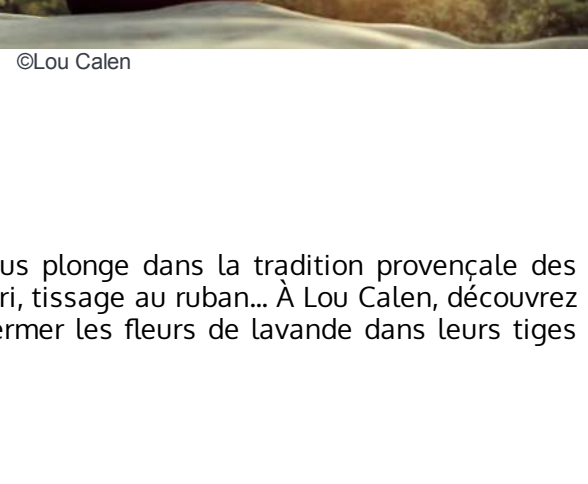 ©Lou Calen
us plonge dans la tradition provençale des
ri, tissage au ruban... À Lou Calen, découvrez
ermer les fleurs de lavande dans leurs tiges